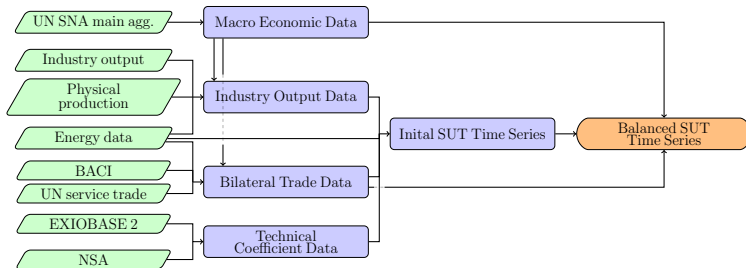 UN SNA main agg.
Macro Economic Data
Industry output
Physical
production
Industry Output Data
Energy data
Inital SUT Time Series
Balanced SUT
Time Series
BACI
UN service trade
Bilateral Trade Data
EXIOBASE 2
NSA
Technical
Coefficient Data